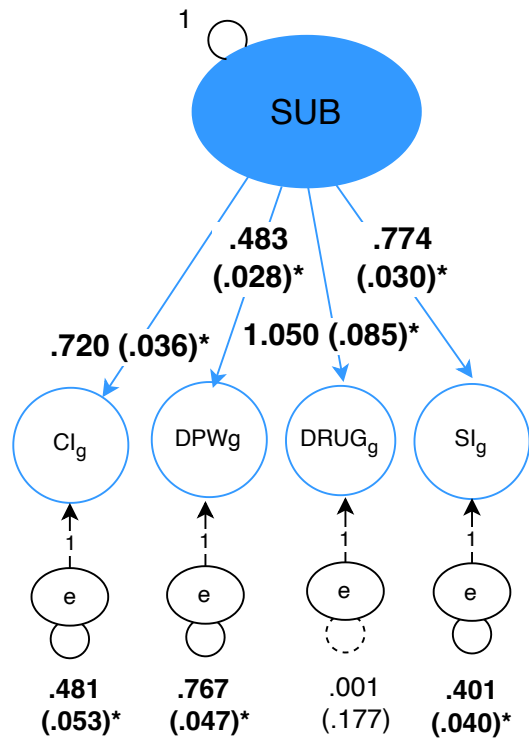 1
SUB
.483
(.028)*
.774
(.030)*
.720 (.036)*
1.050 (.085)*
CIg
DPWg
DRUGg
SIg
1
1
1
1
e
e
e
e
.481
(.053)*
.767
(.047)*
.001
(.177)
.401
(.040)*